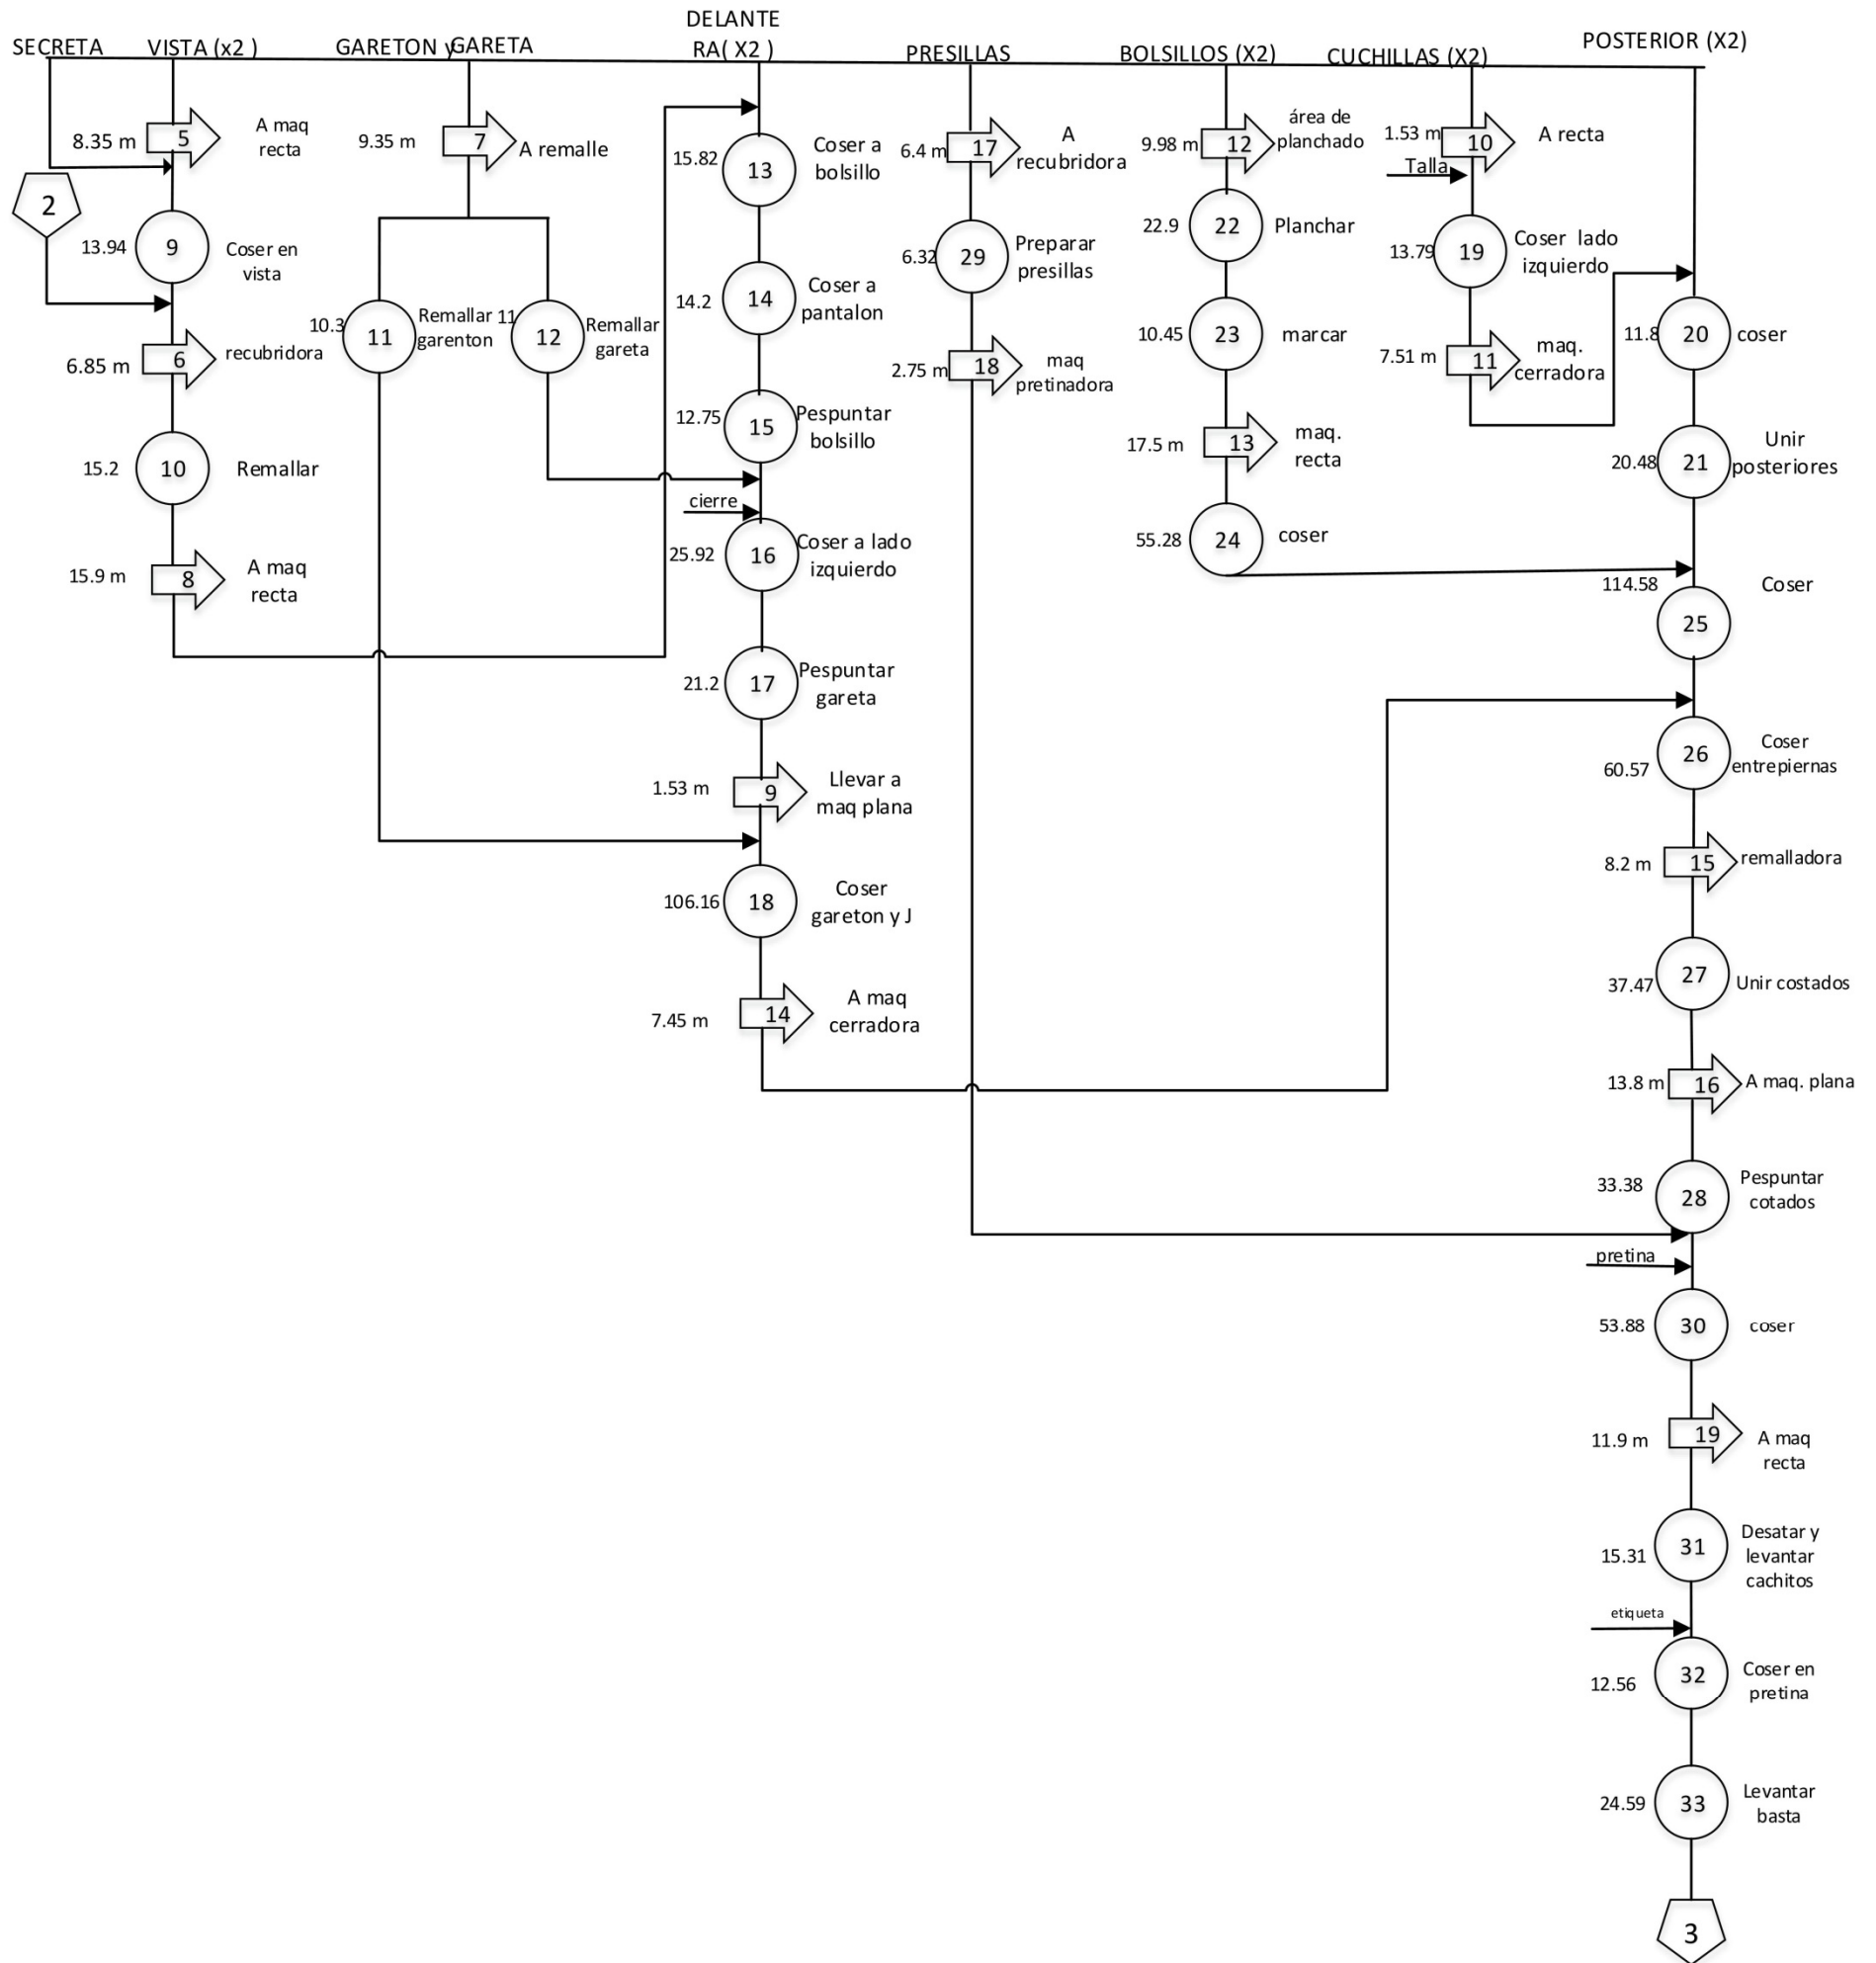 SECRETA
VISTA (x2 )
8.35 m
5
A maq
recta
2
13.94
9
Coser en
vista
6.85 m
6
recubridora
15.2
10
Remallar
15.9 m
8
A maq
recta
GARETON y
GARETA
9.35 m
7
A remalle
10.3
11
Remallar
garenton
11
12
Remallar
gareta
DELANTE
RA( X2 )
15.82
13
Coser a
bolsillo
14.2
14
Coser a
pantalon
12.75
15
Pespuntar
bolsillo
cierre
25.92
16
Coser a lado
izquierdo
21.2
17
Pespuntar
gareta
1.53 m
9
Llevar a
maq plana
106.16
18
Coser
gareton y J
7.45 m
14
A maq
cerradora
PRESILLAS
6.4 m
17
A
recubridora
6.32
29
Preparar
presillas
2.75 m
18
maq
pretinadora
BOLSILLOS (X2)
9.98 m
12
área de
planchado
22.9
22
Planchar
10.45
23
marcar
17.5 m
13
maq.
recta
55.28
24
coser
CUCHILLAS (X2)
1.53 m
10
A recta
Talla
13.79
19
Coser lado
izquierdo
7.51 m
11
maq.
cerradora
POSTERIOR (X2)
11.8
20
coser
20.48
21
Unir
posteriores
114.58
25
Coser
60.57
26
Coser
entrepiernas
8.2 m
15
remalladora
37.47
27
Unir costados
13.8 m
16
A maq. plana
33.38
28
Pespuntar
cotados
pretina
53.88
30
coser
11.9 m
19
A maq
recta
15.31
31
Desatar y
levantar
cachitos
etiqueta
12.56
32
Coser en
pretina
24.59
33
Levantar
basta
3